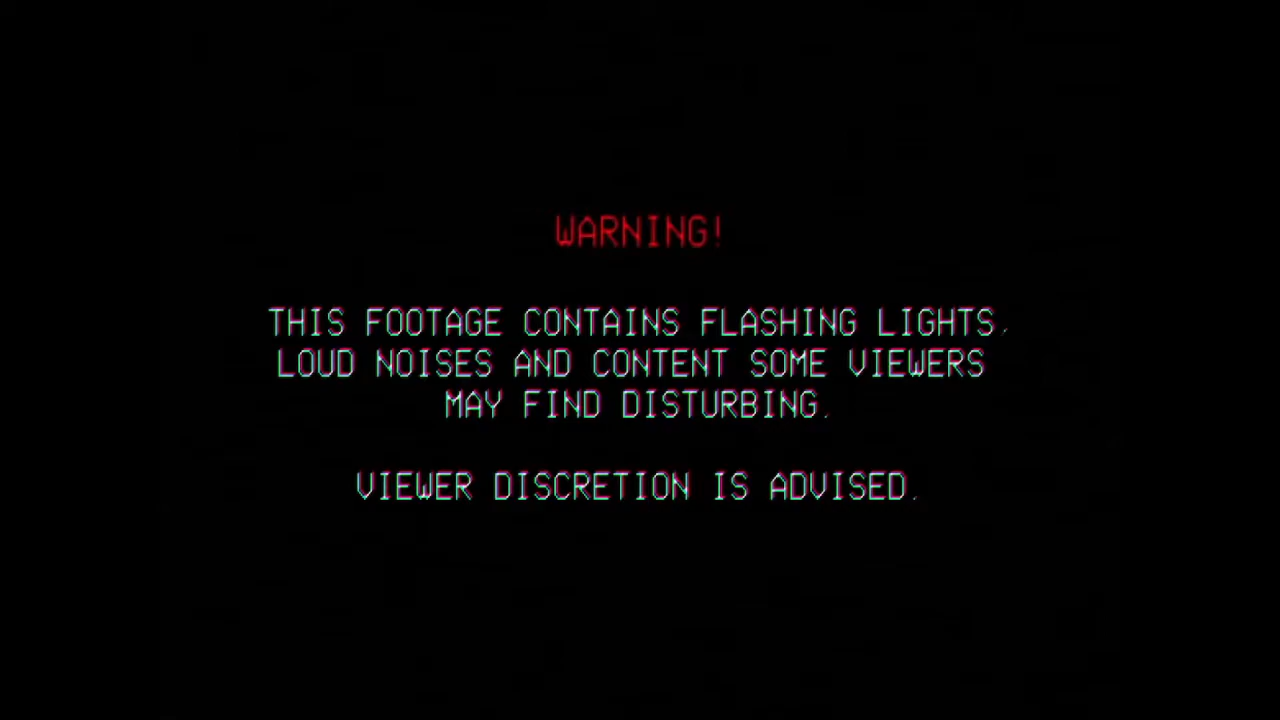 WARNING!
THIS FOOTAGE CONTAINS FLASHING LIGHTS,
LOUD NOISES AND CONTENT SOME VIEWERS
MAY FIND DISTURBING.
VIEWER DISCRETION IS ADVISED.